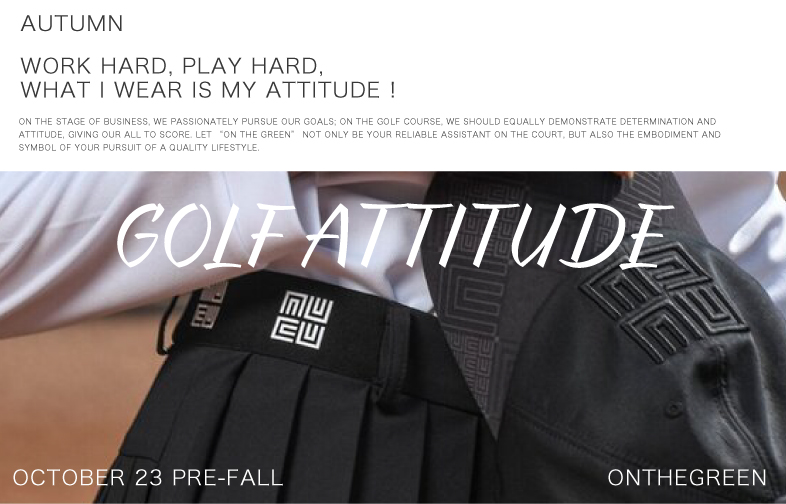 AUTUMN
WORK HARD, PLAY HARD,
WHAT I WEAR IS MY ATTITUDE !
ON THE STAGE OF BUSINESS, WE PASSIONATELY PURSUE OUR GOALS; ON THE GOLF COURSE, WE SHOULD EQUALLY DEMONSTRATE DETERMINATION AND
ATTITUDE, GIVING OUR ALL TO SCORE. LET “ON THE GREEN” NOT ONLY BE YOUR RELIABLE ASSISTANT ON THE COURT, BUT ALSO THE EMBODIMENT AND
SYMBOL OF YOUR PURSUIT OF A QUALITY LIFESTYLE.
GOLF ATTITUDE
OCTOBER 23 PRE-FALL
ONTHEGREEN